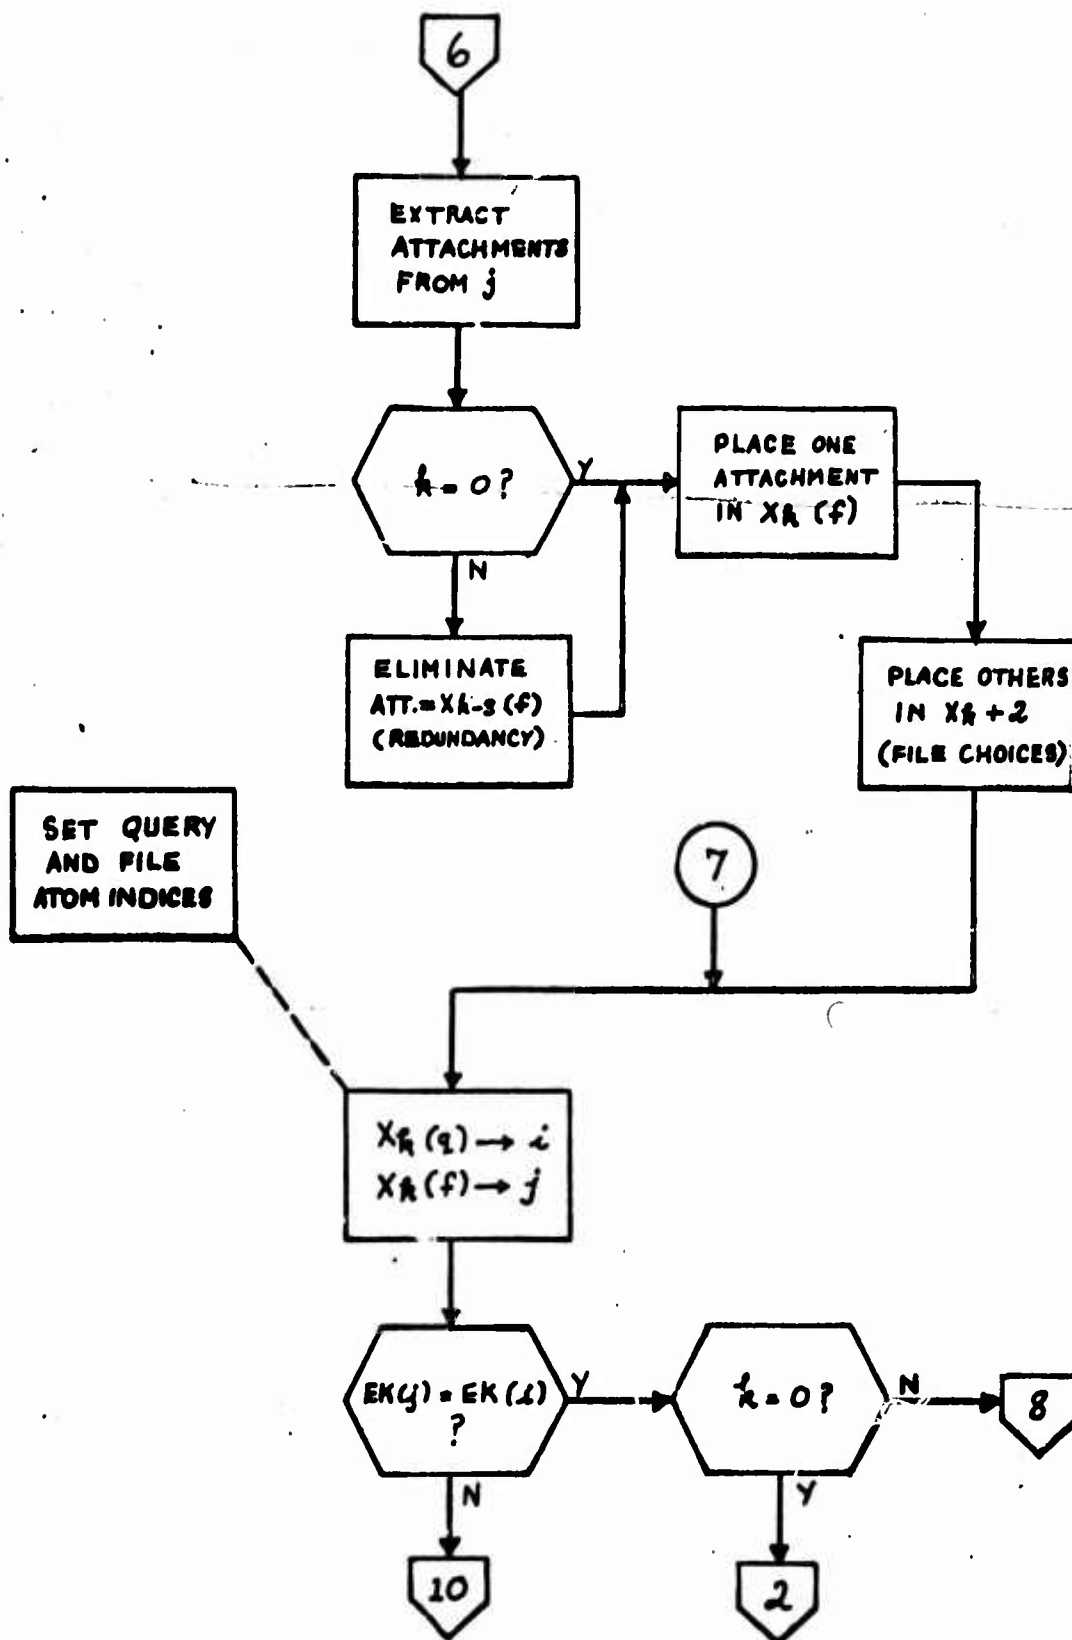 6
EXTRACT
ATTACHMENTS
FROM j
k = 0 ?
Y
N
PLACE ONE
ATTACHMENT
IN Xk (f)
ELIMINATE
ATT. = Xk-3 (f)
(REDUNDANCY)
PLACE OTHERS
IN Xk + 2
(FILE CHOICES)
SET QUERY
AND FILE
ATOM INDICES
7
Xk (q) → i
Xk (f) → j
EK(j) = EK(i)
?
Y
N
k = 0 ?
N
Y
8
10
2